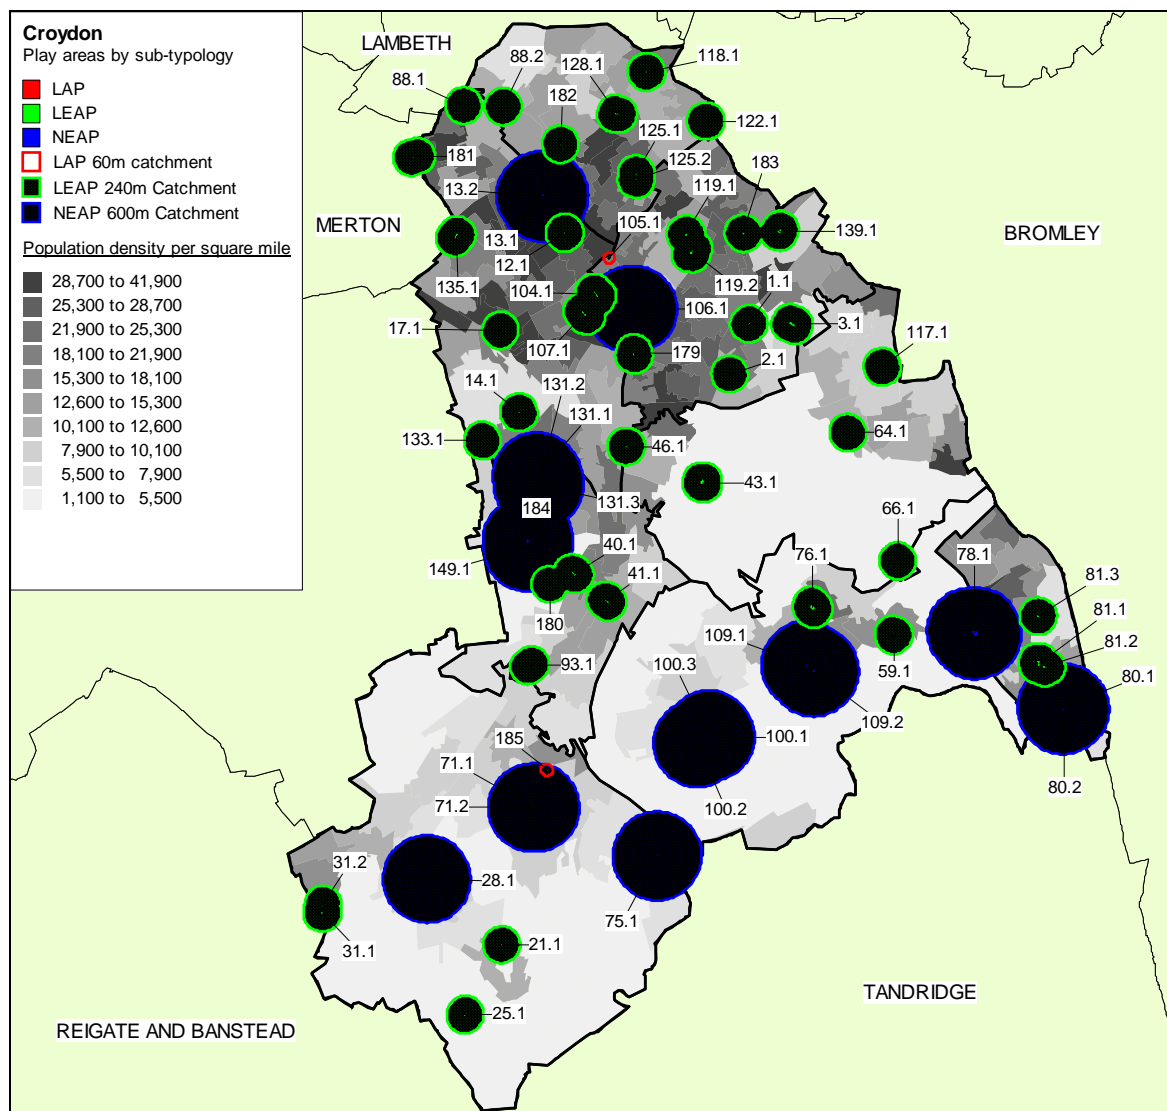 Croydon
Play areas by sub-typology
LAP
LEAP
NEAP
LAP 60m catchment
LEAP 240m Catchment
NEAP 600m Catchment
Population density per square mile
28,700 to 41,900
25,300 to 28,700
21,900 to 25,300
18,100 to 21,900
15,300 to 18,100
12,600 to 15,300
10,100 to 12,600
7,900 to 10,100
5,500 to 7,900
1,100 to 5,500
LAMBETH
118.1
88.2
128.1
88.1
182
122.1
125.1
181
125.2
183
13.2
119.1
MERTON
105.1
BROMLEY
13.1
139.1
12.1
135.1
119.2
1.1
104.1
106.1
17.1
3.1
107.1
179
117.1
2.1
14.1
131.2
131.1
133.1
46.1
64.1
43.1
131.3
184
66.1
78.1
40.1
76.1
149.1
81.3
41.1
81.1
180
109.1
81.2
93.1
100.3
59.1
80.1
109.2
185
100.1
71.1
71.2
100.2
80.2
31.2
28.1
75.1
31.1
21.1
TANDRIDGE
25.1
REIGATE AND BANSTEAD